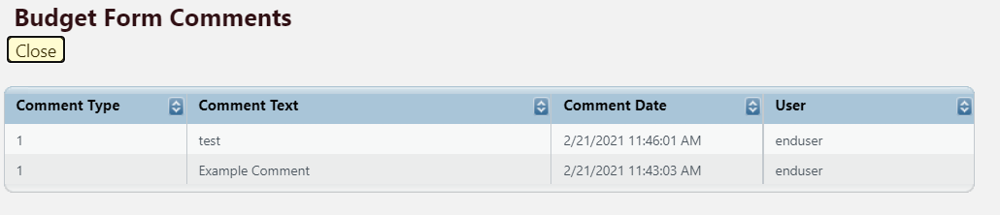 Budget Form Comments
Close
Comment Type Comment Text Comment Date User
1 test 2/21/2021 11:46:01 AM enduser
1 Example Comment 2/21/2021 11:43:03 AM enduser